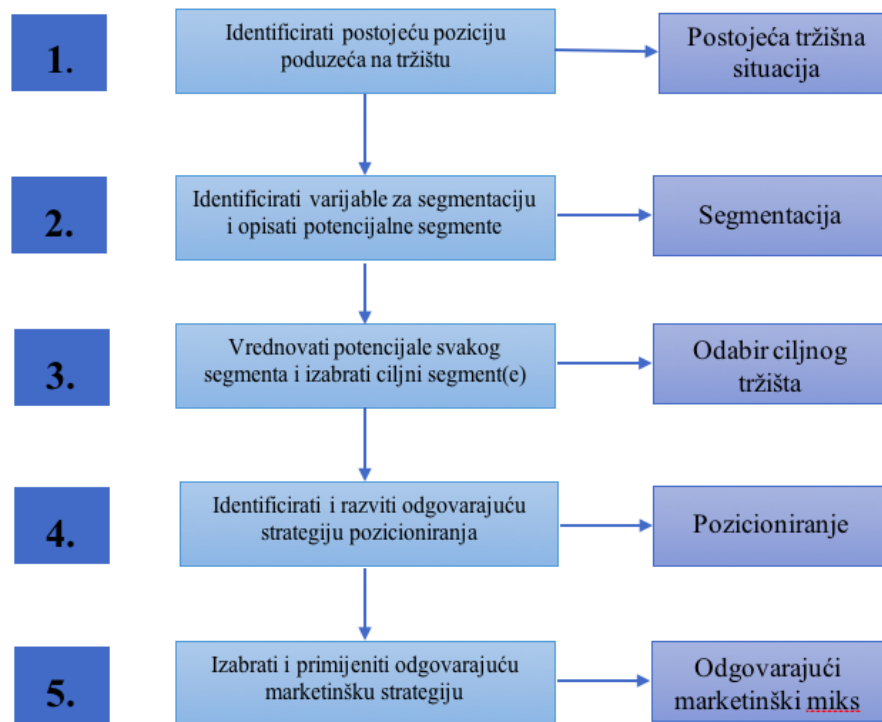 1.
Identificirati postojeću poziciju
poduzeća na tržištu
Postojeća tržišna
situacija
2.
Identificirati varijable za segmentaciju
i opisati potencijalne segmente
Segmentacija
3.
Vrednovati potencijale svakog
segmenta i izabrati ciljni segment(e)
Odabir ciljnog
tržišta
4.
Identificirati i razviti odgovarajuću
strategiju pozicioniranja
Pozicioniranje
5.
Izabrati i primijeniti odgovarajuću
marketinšku strategiju
Odgovarajući
marketinški miks